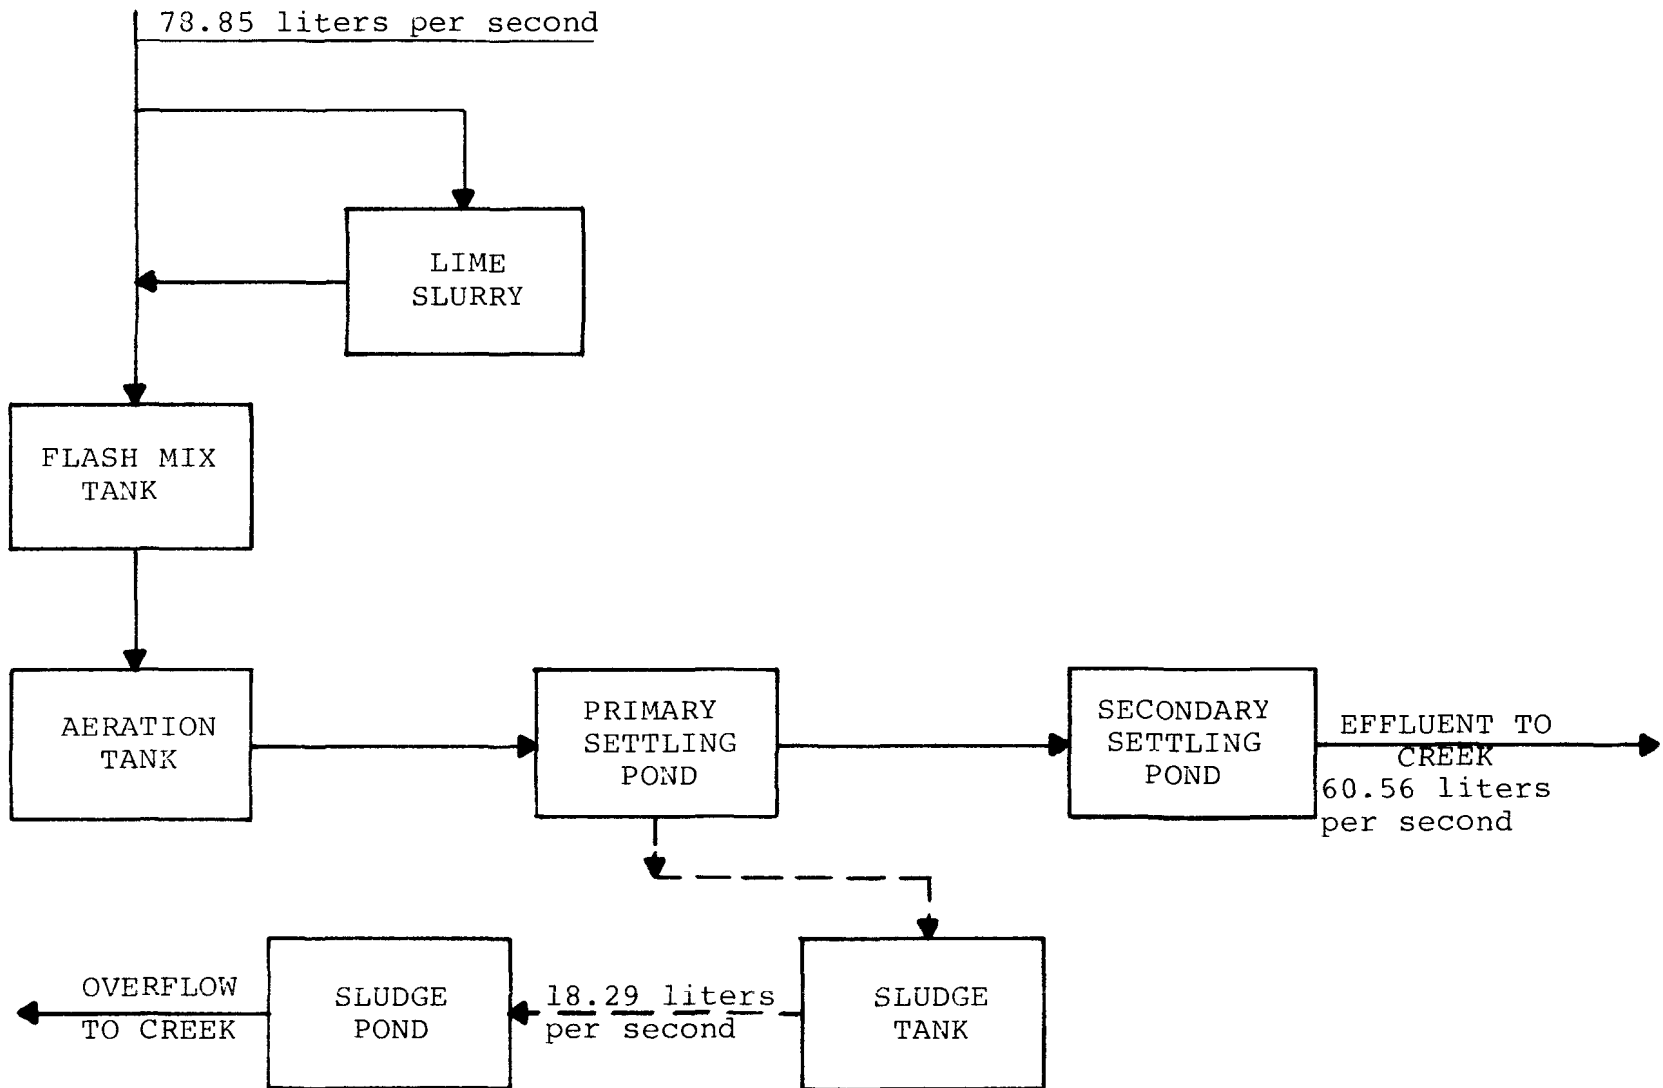 78.85 liters per second
LIME
SLURRY
FLASH MIX
TANK
AERATION
TANK
PRIMARY
SETTLING
POND
SECONDARY
SETTLING
POND
EFFLUENT TO
CREEK
60.56 liters
per second
OVERFLOW
TO CREEK
SLUDGE
POND
18.29 liters
per second
SLUDGE
TANK